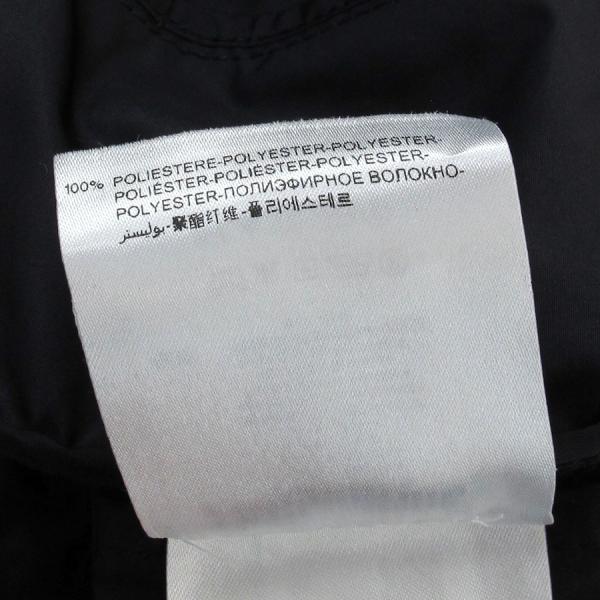 100% POLIESTERE-POLYESTER-POLYESTER-
POLIÉSTER-POLIÉSTER-POLYESTER-
POLYESTER-ПОЛИЭФИРНОЕ ВОЛОКНО-
بوليستر-聚酯纤维-폴리에스테르